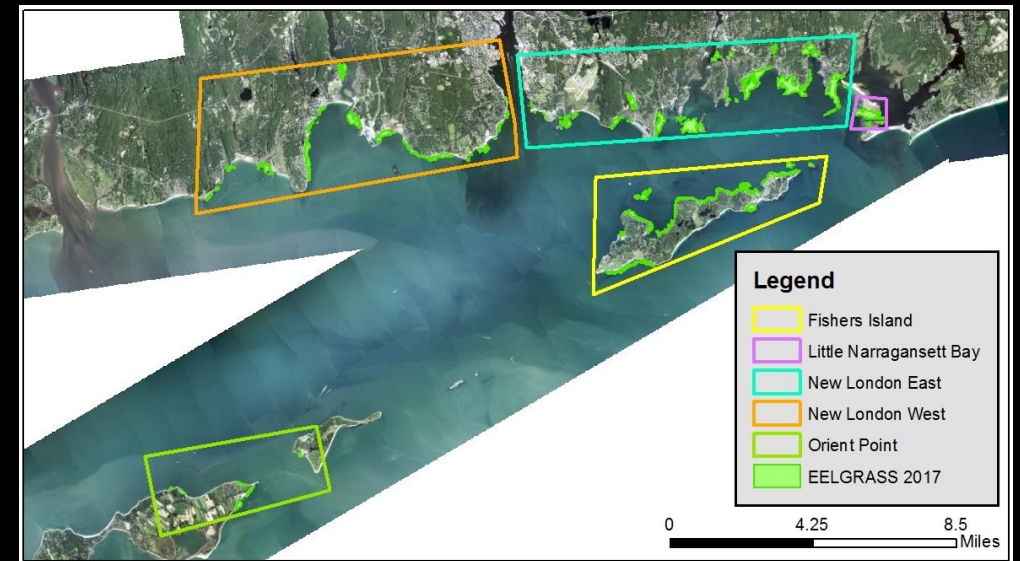 Legend
Fishers Island
Little Narragansett Bay
New London East
New London West
Orient Point
EELGRASS 2017
0 4.25 8.5
Miles